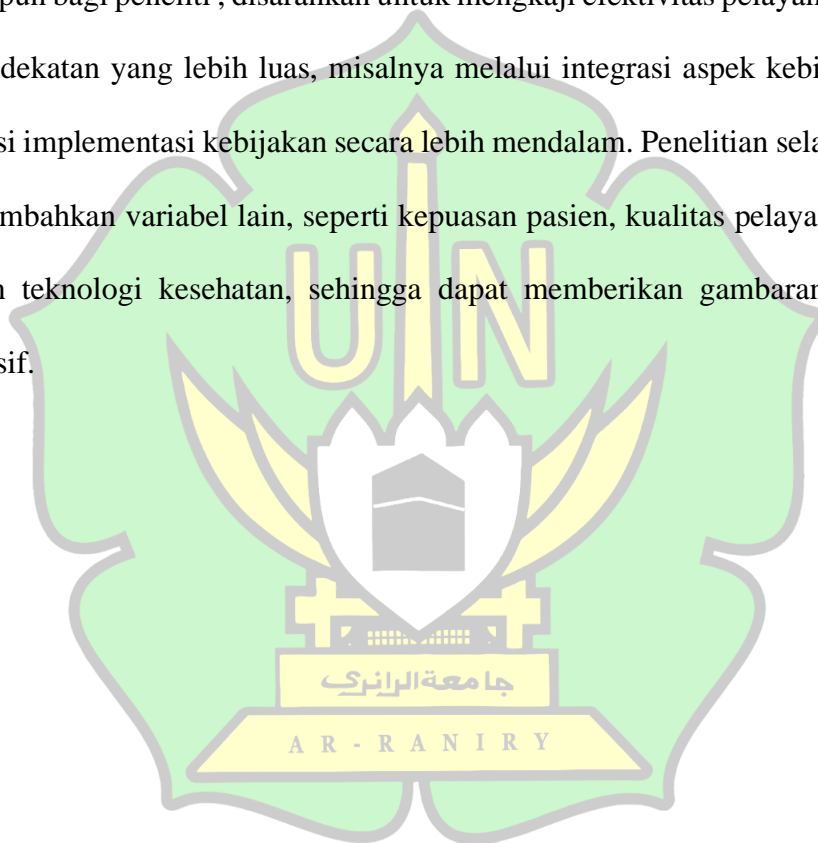 pun bagi peneliti , disarankan untuk mengkaji efektivitas pelayan
dekatan yang lebih luas, misalnya melalui integrasi aspek kebi
si implementasi kebijakan secara lebih mendalam. Penelitian sela
mbahkan variabel lain, seperti kepuasan pasien, kualitas pelaya
n teknologi kesehatan, sehingga dapat memberikan gambaran
sif.
UIN
جامعةالرانري
AR-RANIRY